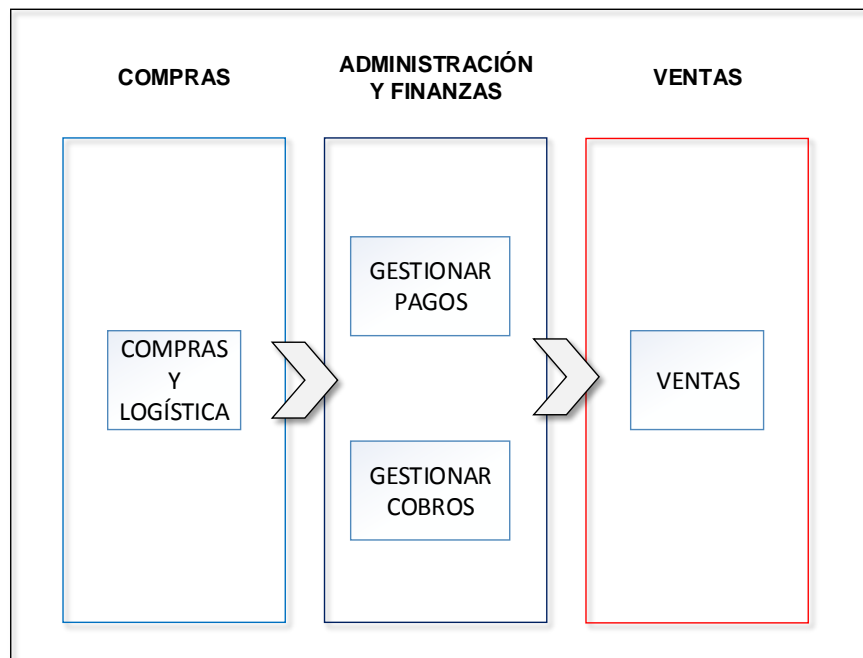 COMPRAS
ADMINISTRACIÓN
Y FINANZAS
VENTAS
COMPRAS
Y
LOGÍSTICA
GESTIONAR
PAGOS
GESTIONAR
COBROS
VENTAS